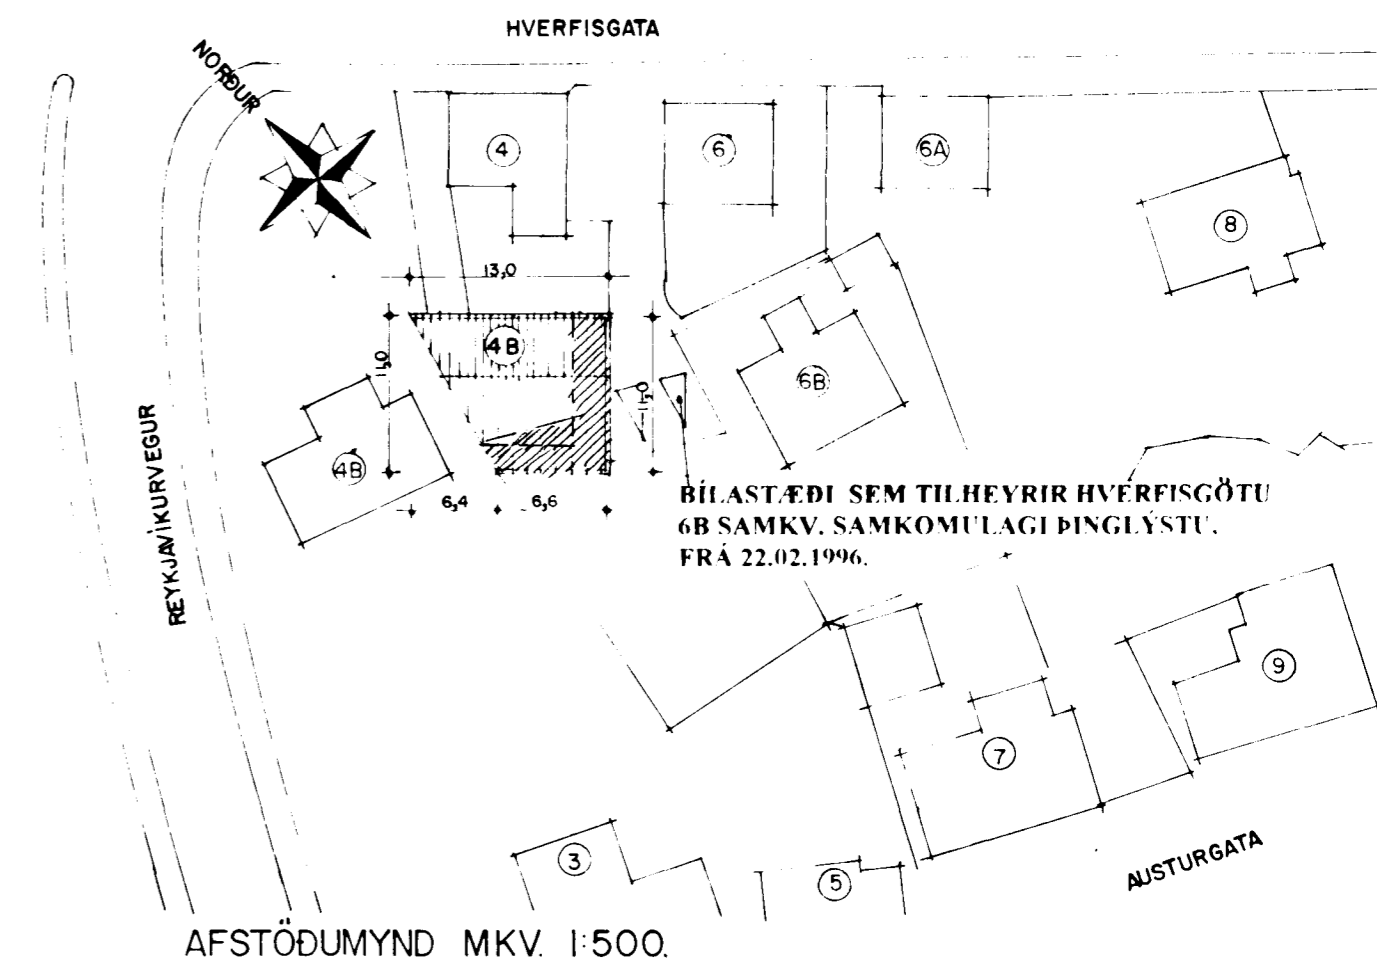 HVERFISGATA
NORÐUR
4
6
6A
8
13,0
4B
11,0
11,0
6B
4B
REYKJAVÍKURVEGUR
6,4
6,6
BÍLASTÆÐI SEM TILHEYRIR HVERFISGÖTU
6B SAMKV. SAMKOMULAGI ÞINGLÝSTU,
FRÁ 22.02.1996.
9
7
3
5
AUSTURGATA
AFSTÖÐUMYND MKV. 1:500.